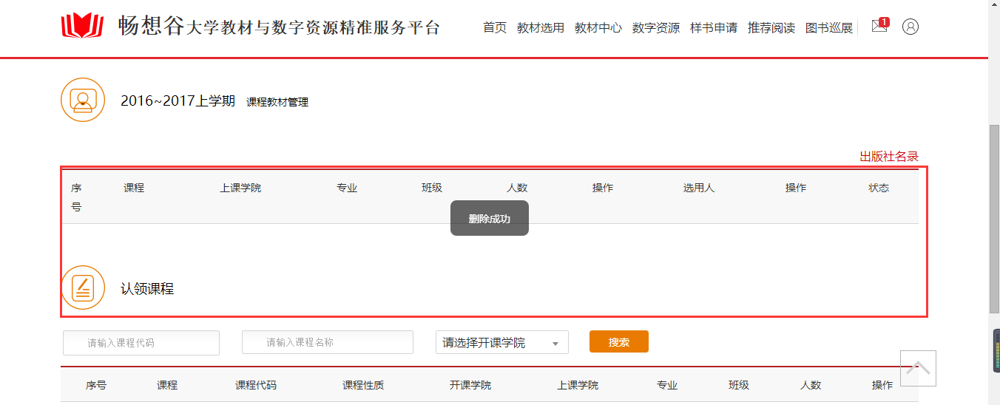 畅想谷大学教材与数字资源精准服务平台
首页 教材选用 教材中心 数字资源 样书申请 推荐阅读 图书巡展 1
2016~2017上学期 课程教材管理
出版社名录
序号 课程 上课学院 专业 班级 人数 操作 选用人 操作 状态
删除成功
认领课程
请输入课程代码 请输入课程名称 请选择开课学院 搜索
序号 课程 课程代码 课程性质 开课学院 上课学院 专业 班级 人数 操作